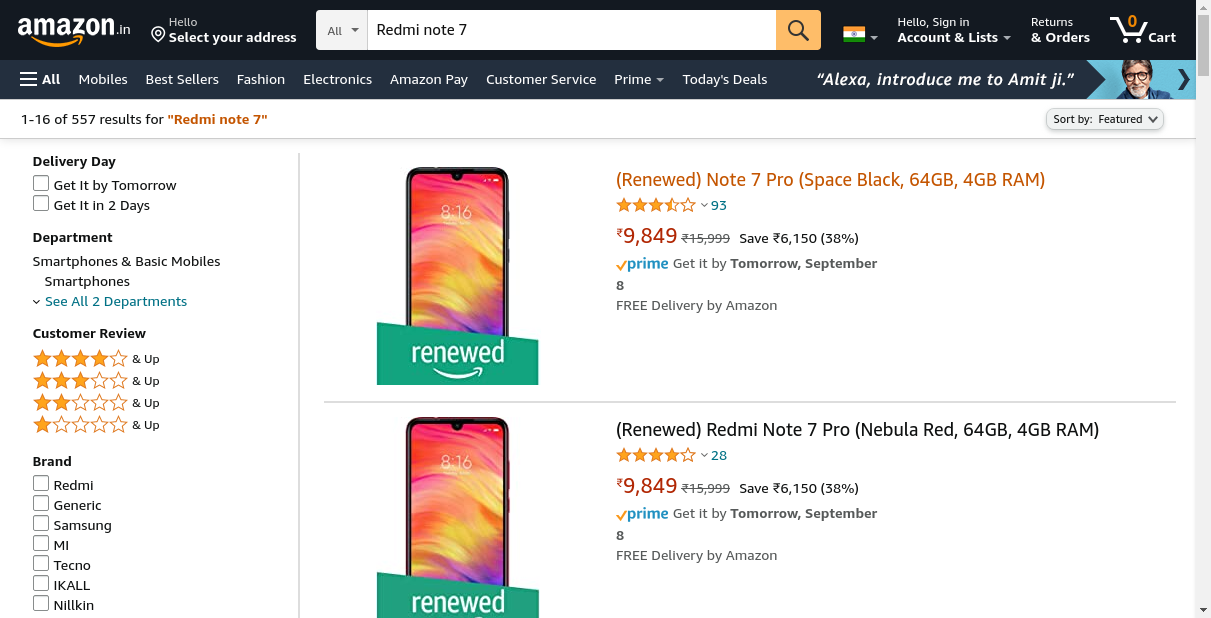 amazon.in
Hello
Select your address
All
Redmi note 7
Hello, Sign in
Account & Lists
Returns
& Orders
0
Cart
All
Mobiles
Best Sellers
Fashion
Electronics
Amazon Pay
Customer Service
Prime
Today's Deals
“Alexa, introduce me to Amit ji.”
1-16 of 557 results for "Redmi note 7"
Sort by: Featured
Delivery Day
Get It by Tomorrow
Get It in 2 Days
Department
Smartphones & Basic Mobiles
Smartphones
See All 2 Departments
Customer Review
& Up
& Up
& Up
& Up
Brand
Redmi
Generic
Samsung
MI
Tecno
IKALL
Nillkin
8:16
renewed
(Renewed) Note 7 Pro (Space Black, 64GB, 4GB RAM)
93
₹9,849 ₹15,999 Save ₹6,150 (38%)
prime Get it by Tomorrow, September
8
FREE Delivery by Amazon
8:16
renewed
(Renewed) Redmi Note 7 Pro (Nebula Red, 64GB, 4GB RAM)
28
₹9,849 ₹15,999 Save ₹6,150 (38%)
prime Get it by Tomorrow, September
8
FREE Delivery by Amazon